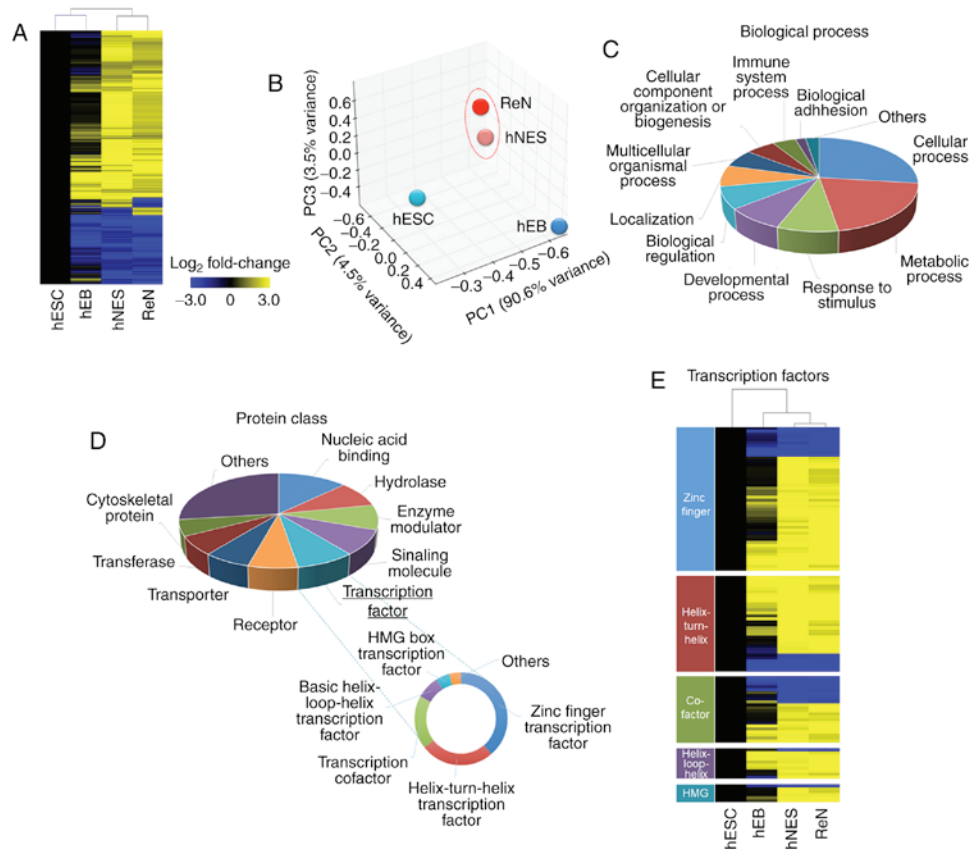 A
hESC
hEB
hNES
ReN
Log2 fold-change
−3.0
0
3.0
B
PC3 (3.5% variance)
0.6
0.4
0.2
0.0
−0.2
−0.4
−0.6
−0.4
−0.2
0.0
0.2
0.4
PC2 (4.5% variance)
−0.3
−0.4
−0.5
−0.6
PC1 (90.6% variance)
ReN
hNES
hESC
hEB
C
Biological process
Cellular
component
organization or
biogenesis
Immune
system
process
Biological
adhhesion
Others
Cellular
process
Multicellular
organismal
process
Localization
Biological
regulation
Developmental
process
Response to
stimulus
Metabolic
process
D
Protein class
Others
Nucleic acid
binding
Hydrolase
Enzyme
modulator
Sinaling
molecule
Transcription
factor
Receptor
Transporter
Transferase
Cytoskeletal
protein
HMG box
transcription
factor
Others
Basic helix-
loop-helix
transcription
factor
Zinc finger
transcription
factor
Transcription
cofactor
Helix-turn-helix
transcription
factor
E
Transcription factors
Zinc
finger
Helix-
turn-
helix
Co-
factor
Helix-
loop-
helix
HMG
hESC
hEB
hNES
ReN